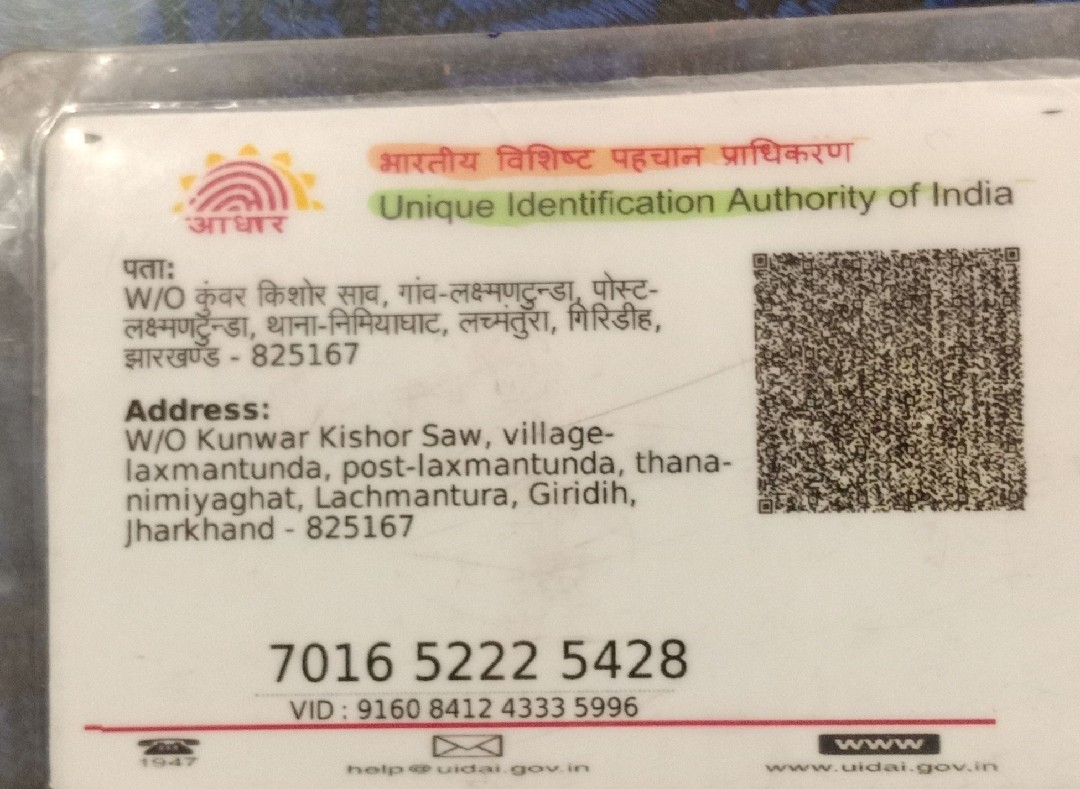 भारतीय विशिष्ट पहचान प्राधिकरण
Unique Identification Authority of India
आधार
पता:
W/O कुंवर किशोर साव, गांव-लक्ष्मणटुन्डा, पोस्ट-
लक्ष्मणटुन्डा, थाना-निमियाघाट, लच्मंतुरा, गिरिडीह,
झारखण्ड - 825167
Address:
W/O Kunwar Kishor Saw, village-
laxmantunda, post-laxmantunda, thana-
nimiyaghat, Lachmantura, Giridih,
Jharkhand - 825167
7016 5222 5428
VID : 9160 8412 4333 5996
1947
help@uidai.gov.in
www
www.uidai.gov.in